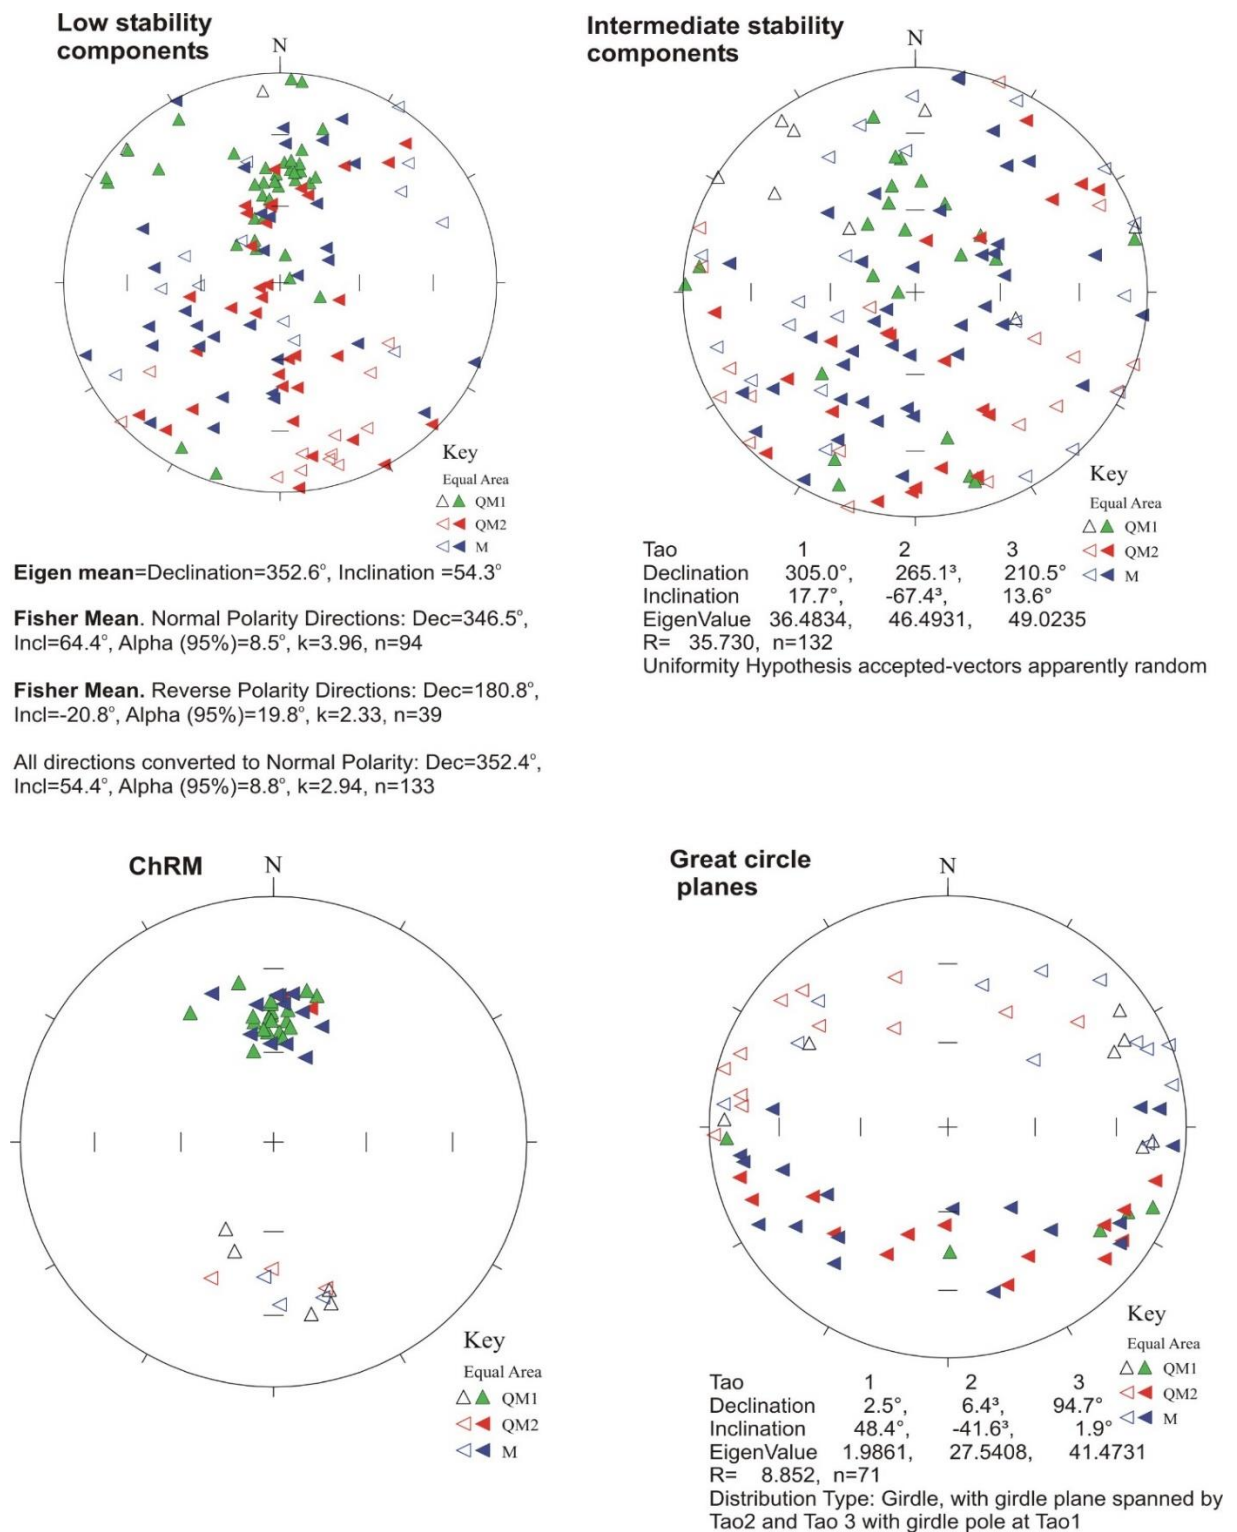 Low stability
components
N
Key
Equal Area
QM1
QM2
M
Eigen mean=Declination=352.6°, Inclination =54.3°
Fisher Mean. Normal Polarity Directions: Dec=346.5°,
Incl=64.4°, Alpha (95%)=8.5°, k=3.96, n=94
Fisher Mean. Reverse Polarity Directions: Dec=180.8°,
Incl=-20.8°, Alpha (95%)=19.8°, k=2.33, n=39
All directions converted to Normal Polarity: Dec=352.4°,
Incl=54.4°, Alpha (95%)=8.8°, k=2.94, n=133
Intermediate stability
components
N
Key
Equal Area
QM1
QM2
M
Tao 1 2 3
Declination 305.0°, 265.1³, 210.5°
Inclination 17.7°, -67.4³, 13.6°
EigenValue 36.4834, 46.4931, 49.0235
R= 35.730, n=132
Uniformity Hypothesis accepted-vectors apparently random
ChRM
N
Key
Equal Area
QM1
QM2
M
Great circle
planes
N
Key
Equal Area
QM1
QM2
M
Tao 1 2 3
Declination 2.5°, 6.4³, 94.7°
Inclination 48.4°, -41.6³, 1.9°
EigenValue 1.9861, 27.5408, 41.4731
R= 8.852, n=71
Distribution Type: Girdle, with girdle plane spanned by
Tao2 and Tao 3 with girdle pole at Tao1